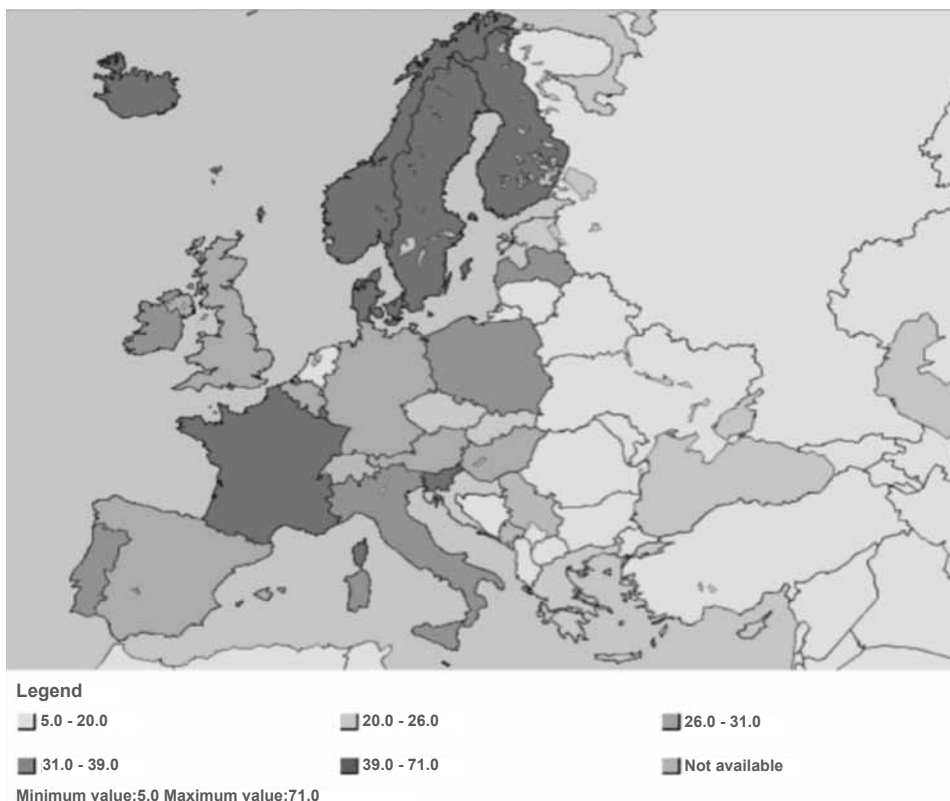 Legend
5.0 - 20.0
20.0 - 26.0
26.0 - 31.0
31.0 - 39.0
39.0 - 71.0
Not available
Minimum value:5.0 Maximum value:71.0